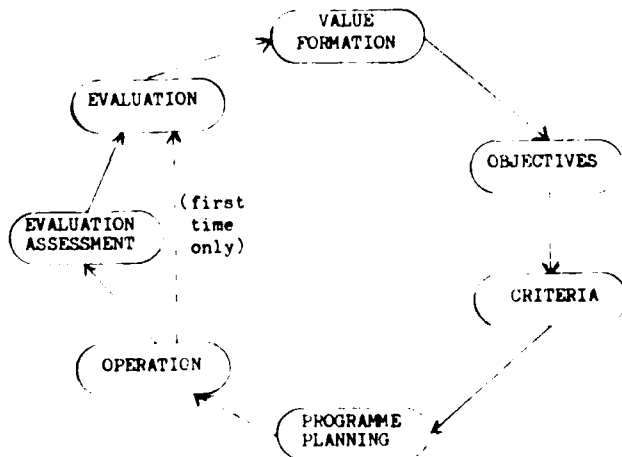 VALUE
FORMATION
EVALUATION
OBJECTIVES
(first
time
only)
EVALUATION
ASSESSMENT
CRITERIA
OPERATION
PROGRAMME
PLANNING